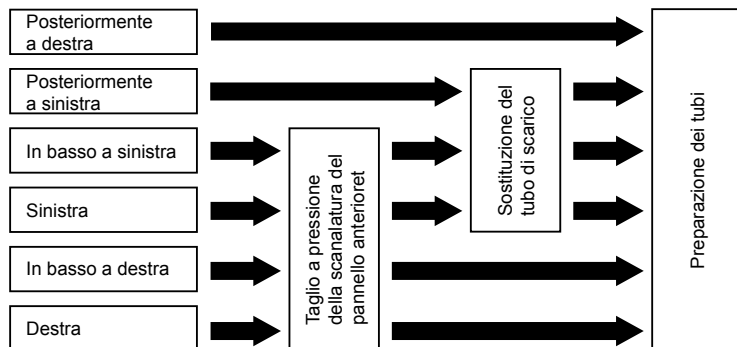 Posteriormente
a destra
Posteriormente
a sinistra
In basso a sinistra
Sinistra
In basso a destra
Destra
Taglio a pressione
della scanalatura del
pannello anterioret
Sostituzione del
tubo di scarico
Preparazione dei tubi